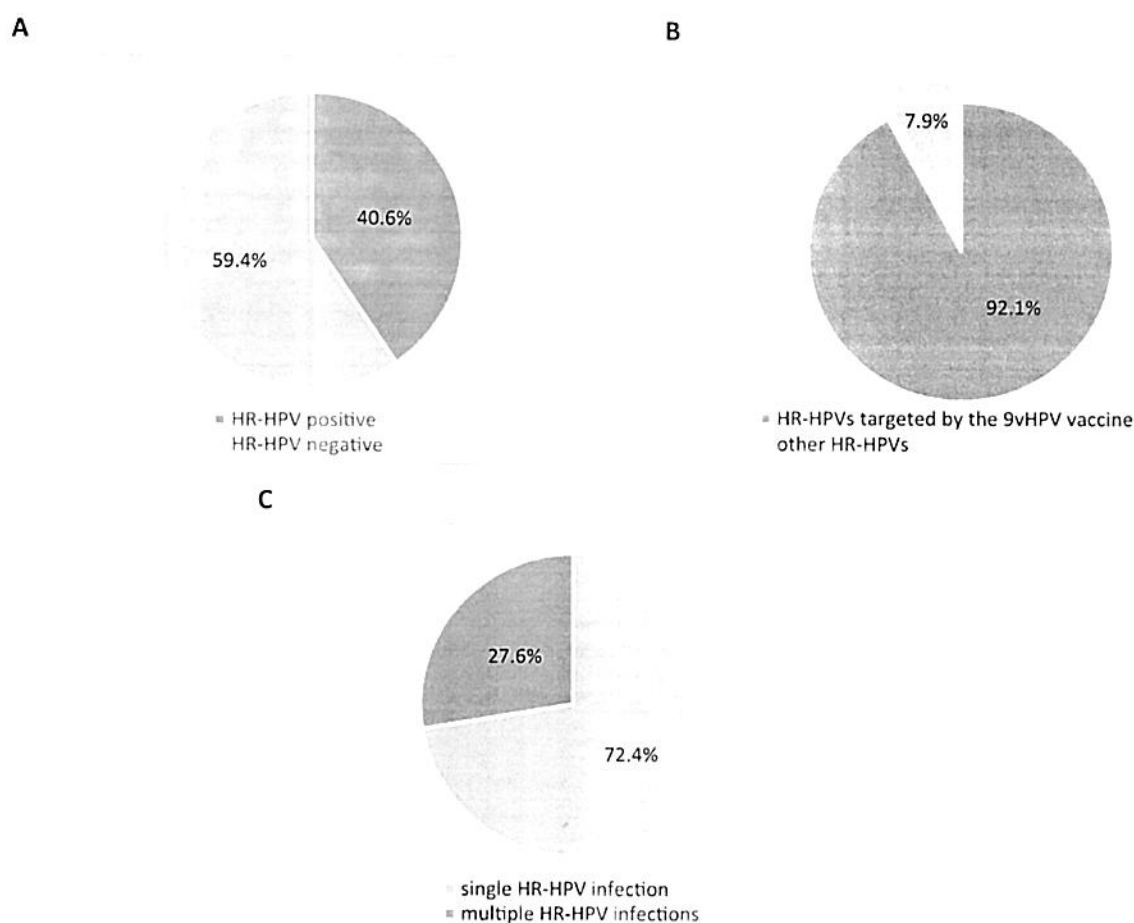 A
B
7.9%
40.6%
59.4%
92.1%
HR-HPV positive
HR-HPV negative
HR-HPVs targeted by the 9vHPV vaccine
other HR-HPVs
C
27.6%
72.4%
single HR-HPV infection
multiple HR-HPV infections